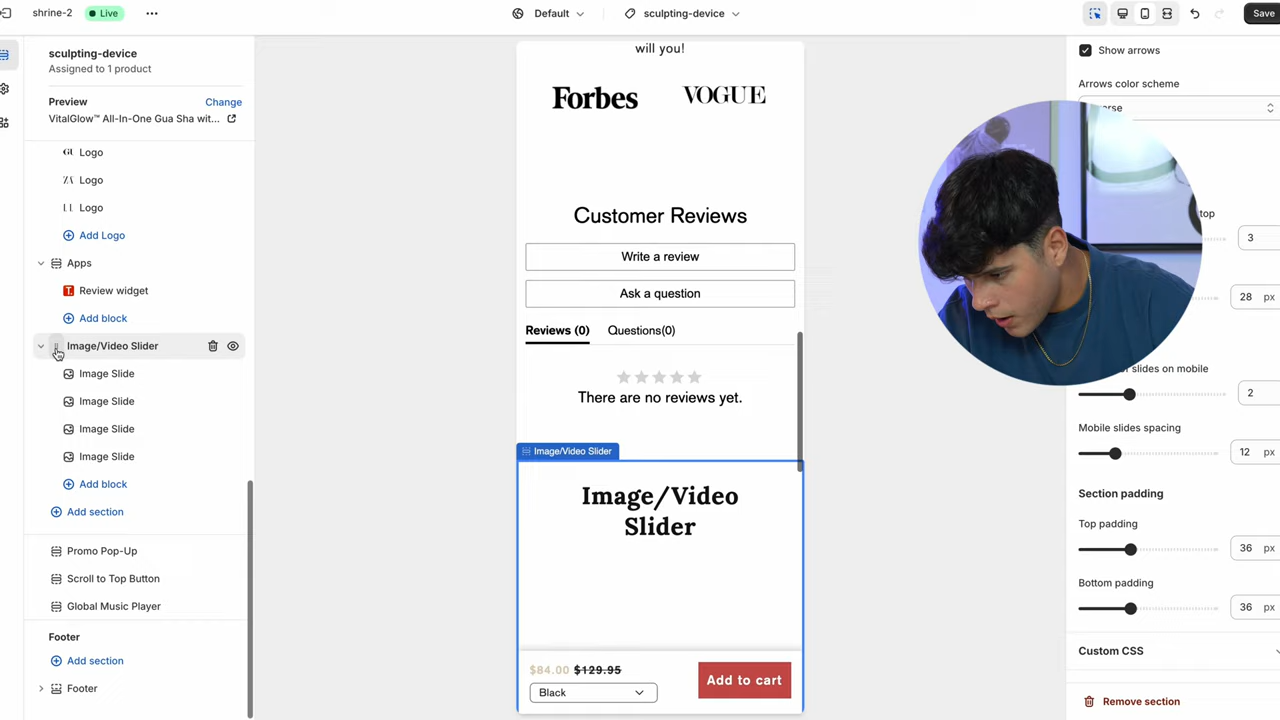 shrine-2
Live
Default
sculpting-device
Save
sculpting-device
Assigned to 1 product
Preview
Change
VitalGlow™ All-In-One Gua Sha wit...
Logo
Logo
Logo
Add Logo
Apps
Review widget
Add block
Image/Video Slider
Image Slide
Image Slide
Image Slide
Image Slide
Add block
Add section
Promo Pop-Up
Scroll to Top Button
Global Music Player
Footer
Add section
Footer
will you!
Forbes
VOGUE
Customer Reviews
Write a review
Ask a question
Reviews (0)
Questions(0)
There are no reviews yet.
Image/Video Slider
Image/Video
Slider
$84.00 $129.95
Black
Add to cart
Show arrows
Arrows color scheme
top
3
28 px
slides on mobile
2
Mobile slides spacing
12 px
Section padding
Top padding
36 px
Bottom padding
36 px
Custom CSS
Remove section